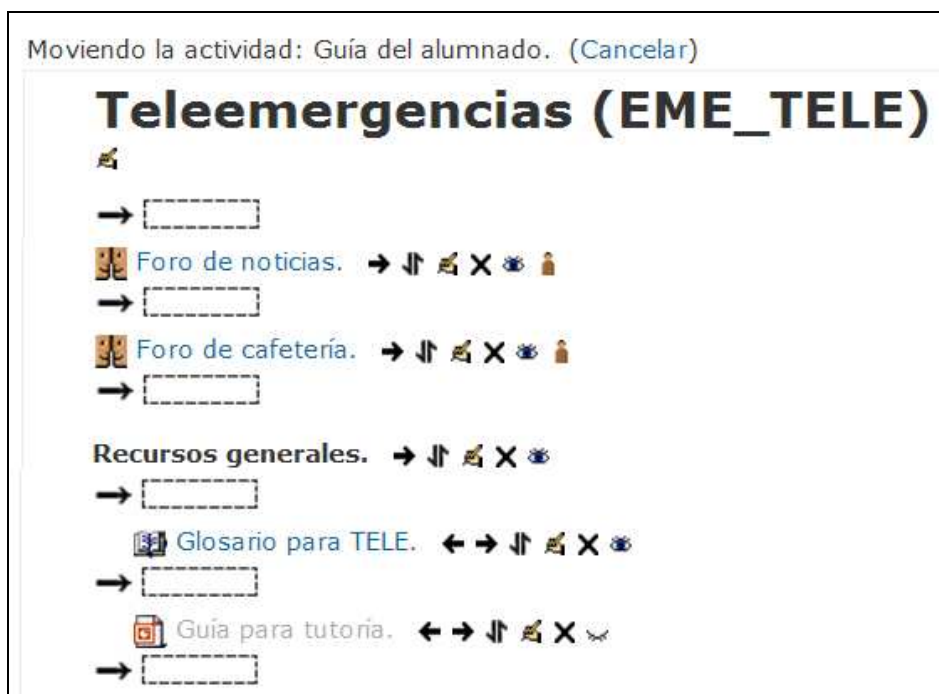 Moviendo la actividad: Guía del alumnado. (Cancelar)
Teleemergencias (EME_TELE)
Foro de noticias.
Foro de cafetería.
Recursos generales.
Glosario para TELE.
Guía para tutoría.